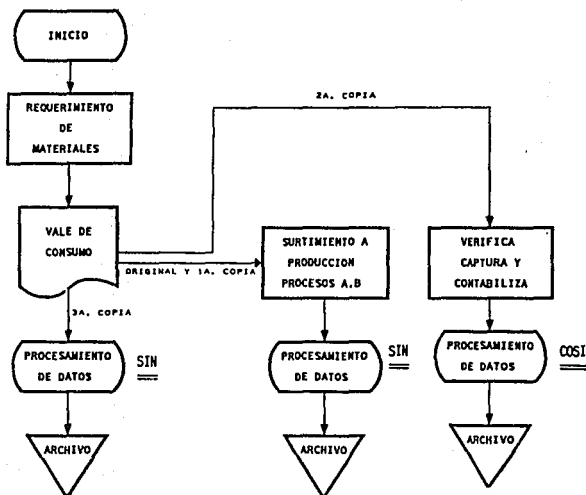 INICIO
REQUERIMIENTO
DE
MATERIALES
2A. COPIA
VALE DE
CONSUMO
ORIGINAL Y 1A. COPIA
SURTIMIENTO A
PRODUCCION
PROCESOS A,B
VERIFICA
CAPTURA Y
CONTABILIZA
3A. COPIA
PROCESAMIENTO
DE DATOS
SIN
PROCESAMIENTO
DE DATOS
SIN
PROCESAMIENTO
DE DATOS
COSI
ARCHIVO
ARCHIVO
ARCHIVO